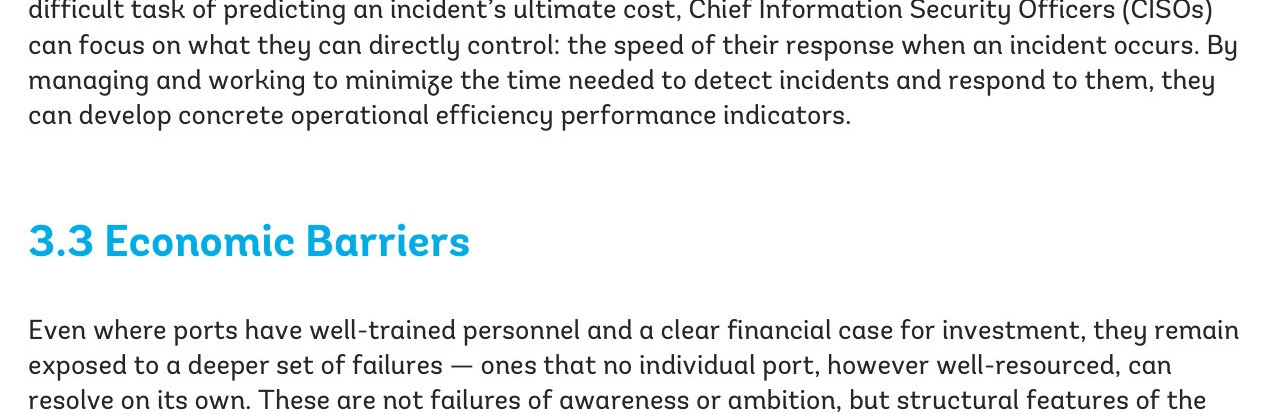 difficult task of predicting an incident’s ultimate cost, Chief Information Security Officers (CISOs)
can focus on what they can directly control: the speed of their response when an incident occurs. By
managing and working to minimize the time needed to detect incidents and respond to them, they
can develop concrete operational efficiency performance indicators.
3.3 Economic Barriers
Even where ports have well-trained personnel and a clear financial case for investment, they remain
exposed to a deeper set of failures — ones that no individual port, however well-resourced, can
resolve on its own. These are not failures of awareness or ambition, but structural features of the